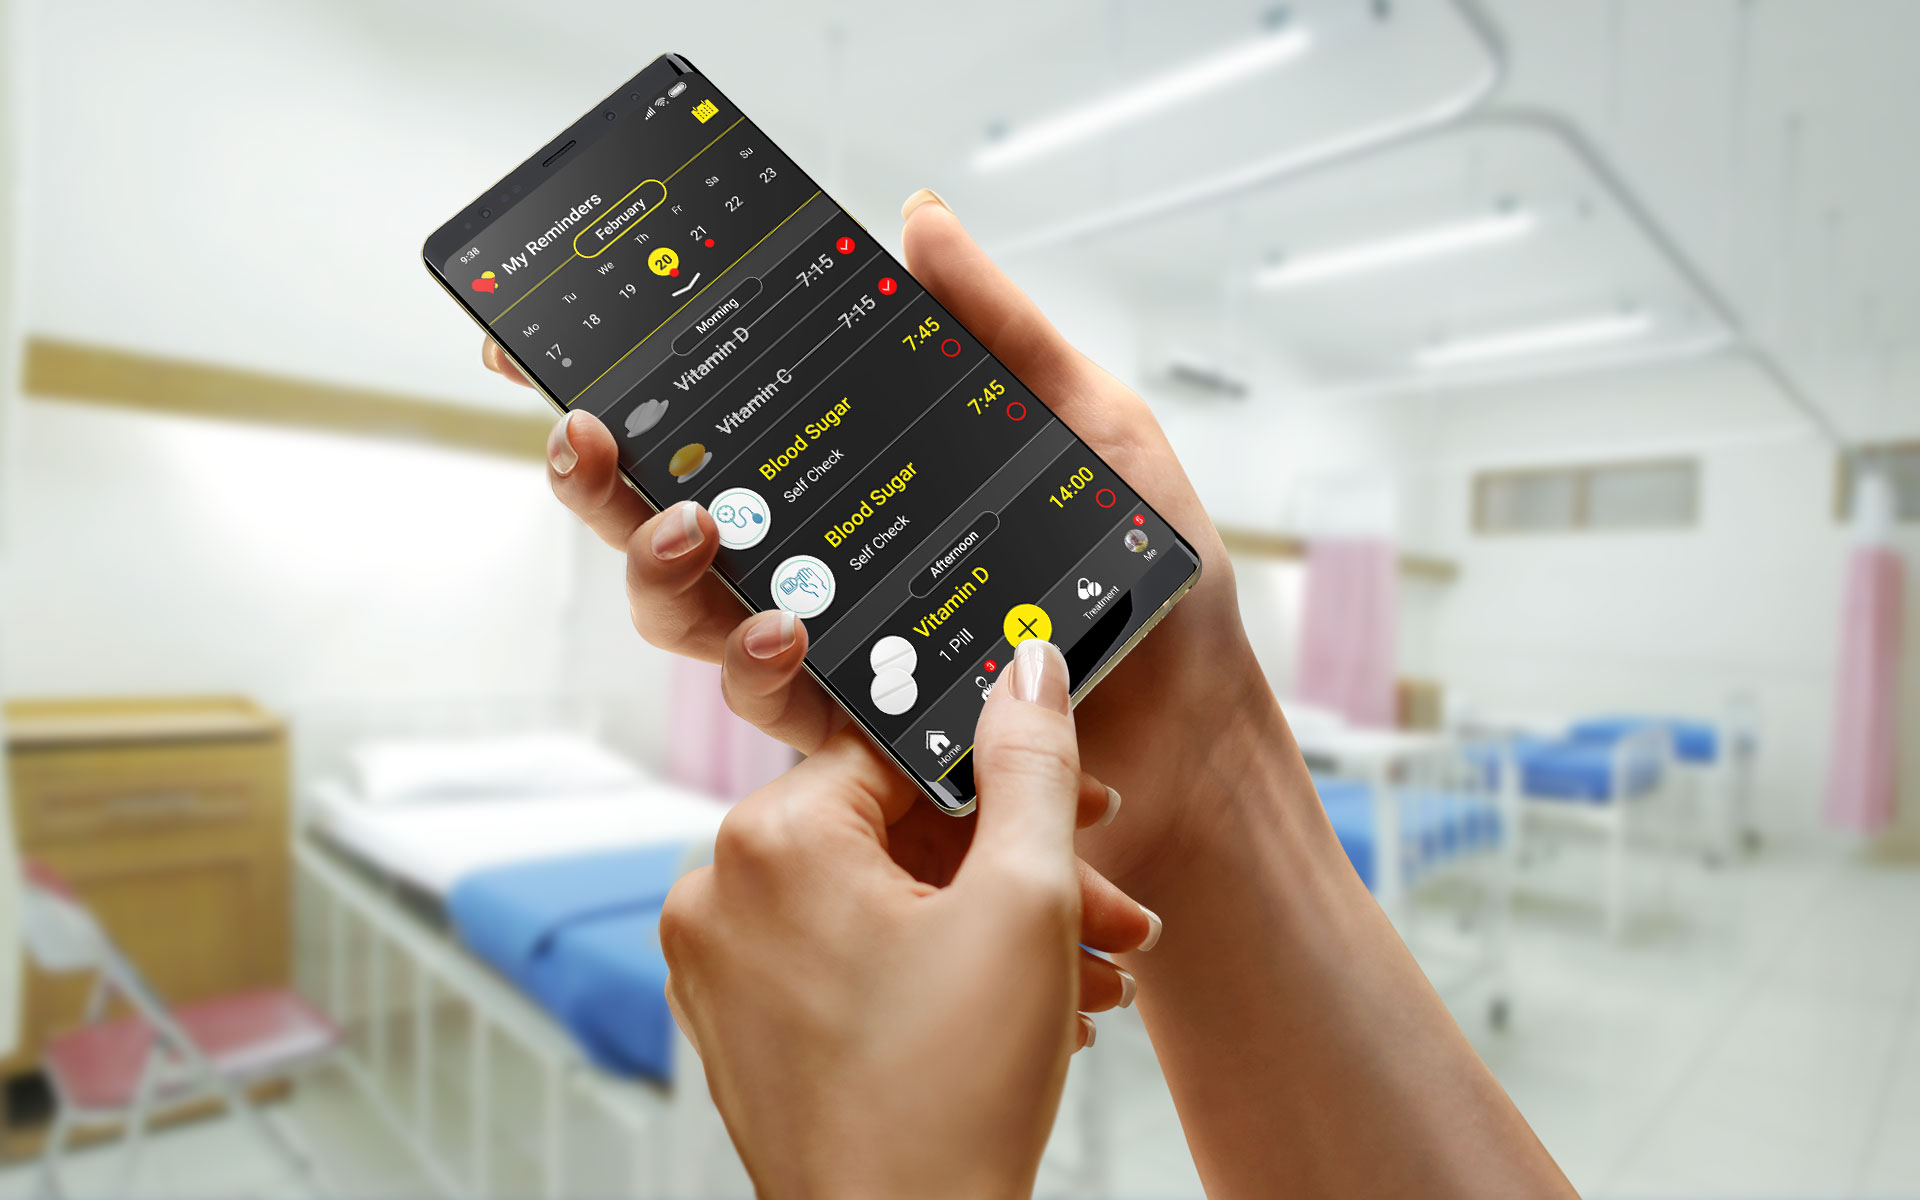 9:38
My Reminders
February
Mo Tu We Th Fr Sa Su
17 18 19 20 21 22 23
Morning
Vitamin D 7:15
Vitamin C 7:15
Blood Sugar 7:45
Self Check
Blood Sugar 7:45
Self Check
Afternoon
Vitamin D 14:00
1 Pill
3
5
Home
Treatment
Me